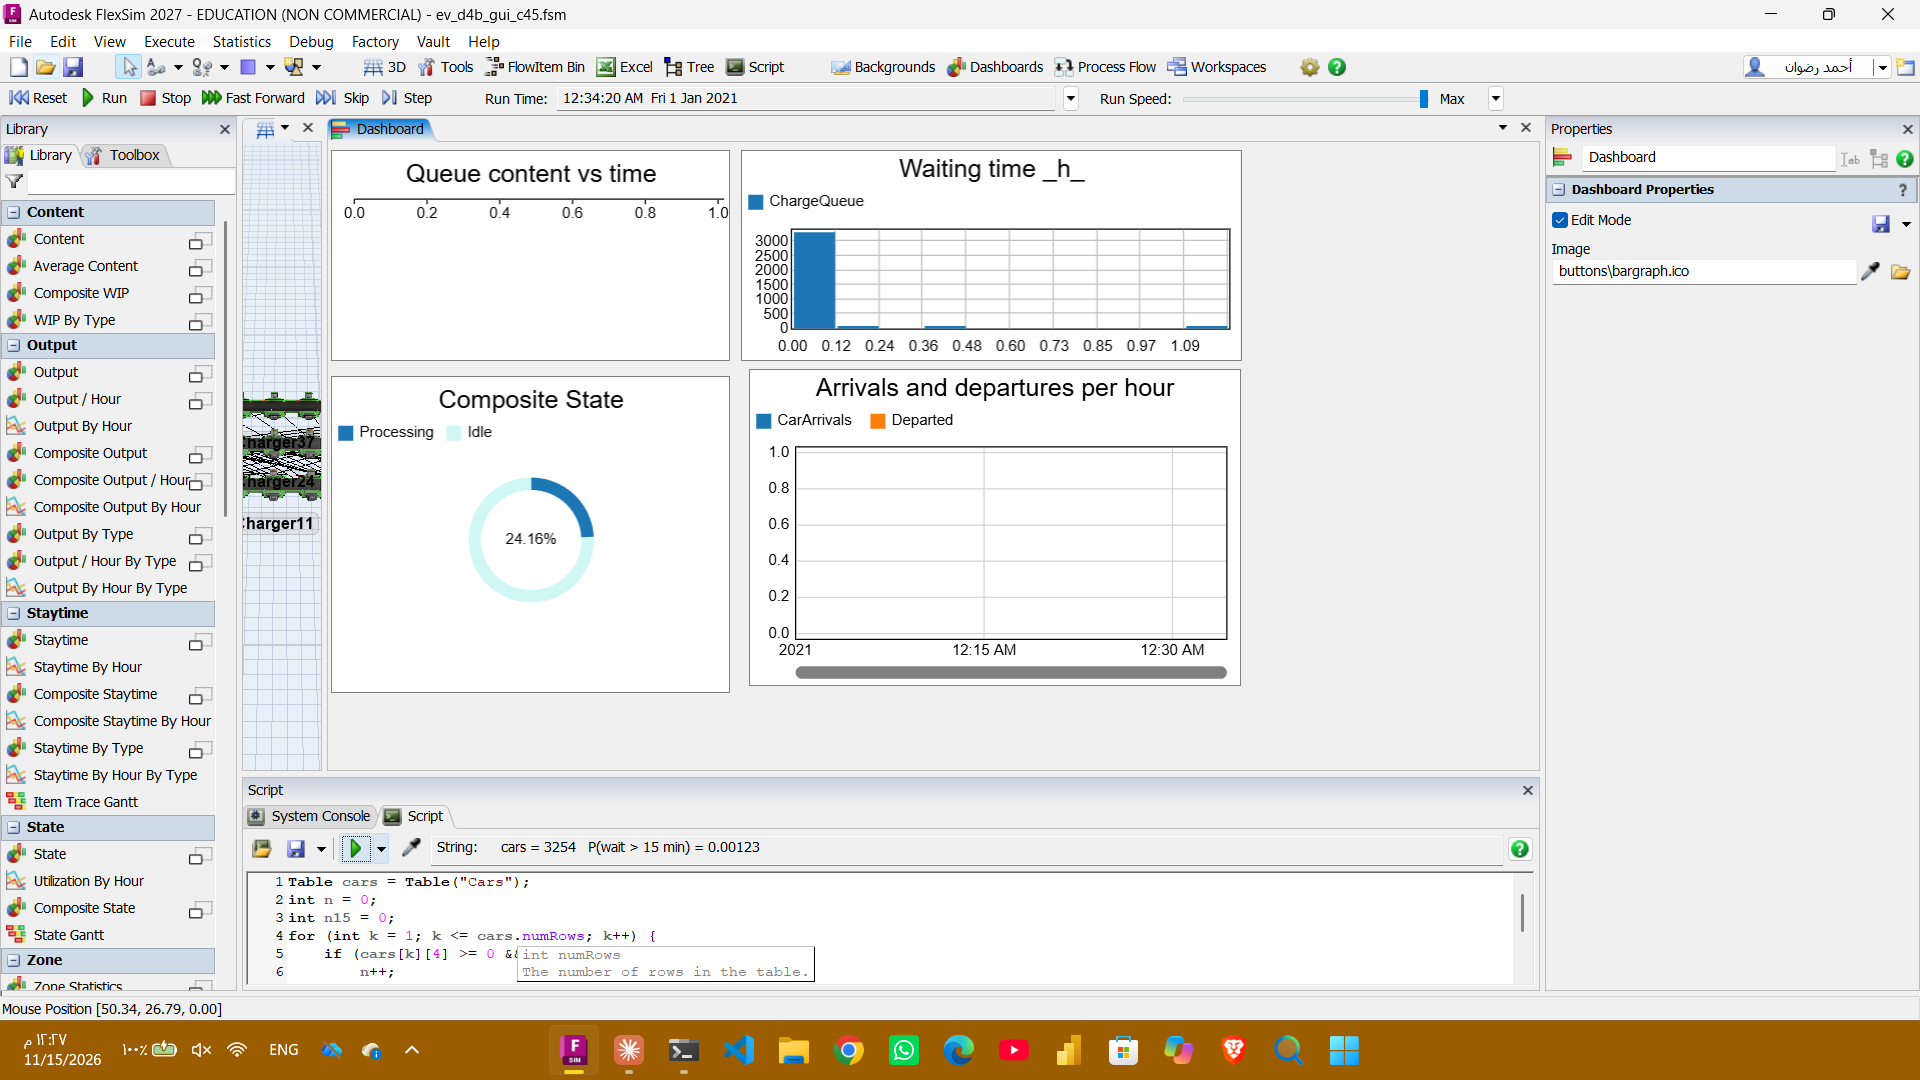 Autodesk FlexSim 2027 - EDUCATION (NON COMMERCIAL) - ev_d4b_gui_c45.fsm
File Edit View Execute Statistics Debug Factory Vault Help
3D Tools FlowItem Bin Excel Tree Script Backgrounds Dashboards Process Flow Workspaces أحمد رضوان
Reset Run Stop Fast Forward Skip Step Run Time: 12:34:20 AM Fri 1 Jan 2021 Run Speed: Max
Library
Library Toolbox
Content
Content
Average Content
Composite WIP
WIP By Type
Output
Output
Output / Hour
Output By Hour
Composite Output
Composite Output / Hour
Composite Output By Hour
Output By Type
Output / Hour By Type
Output By Hour By Type
Staytime
Staytime
Staytime By Hour
Composite Staytime
Composite Staytime By Hour
Staytime By Type
Staytime By Hour By Type
Item Trace Gantt
State
State
Utilization By Hour
Composite State
State Gantt
Zone
Zone Statistics
harger37
harger24
harger11
Dashboard
Queue content vs time
0.0 0.2 0.4 0.6 0.8 1.0
Waiting time _h_
ChargeQueue
3000
2500
2000
1500
1000
500
0
0.00 0.12 0.24 0.36 0.48 0.60 0.73 0.85 0.97 1.09
Composite State
Processing Idle
24.16%
Arrivals and departures per hour
CarArrivals Departed
1.0
0.8
0.6
0.4
0.2
0.0
2021 12:15 AM 12:30 AM
Script
System Console Script
String: cars = 3254 P(wait > 15 min) = 0.00123
1 Table cars = Table("Cars");
2 int n = 0;
3 int n15 = 0;
4 for (int k = 1; k <= cars.numRows; k++) {
5 if (cars[k][4] >= 0 &&
6 n++;
int numRows
The number of rows in the table.
Properties
Dashboard
Dashboard Properties
Edit Mode
Image
buttons\bargraph.ico
Mouse Position [50.34, 26.79, 0.00]
١٢:٢٧ م
11/15/2026
١٠٠٪
ENG